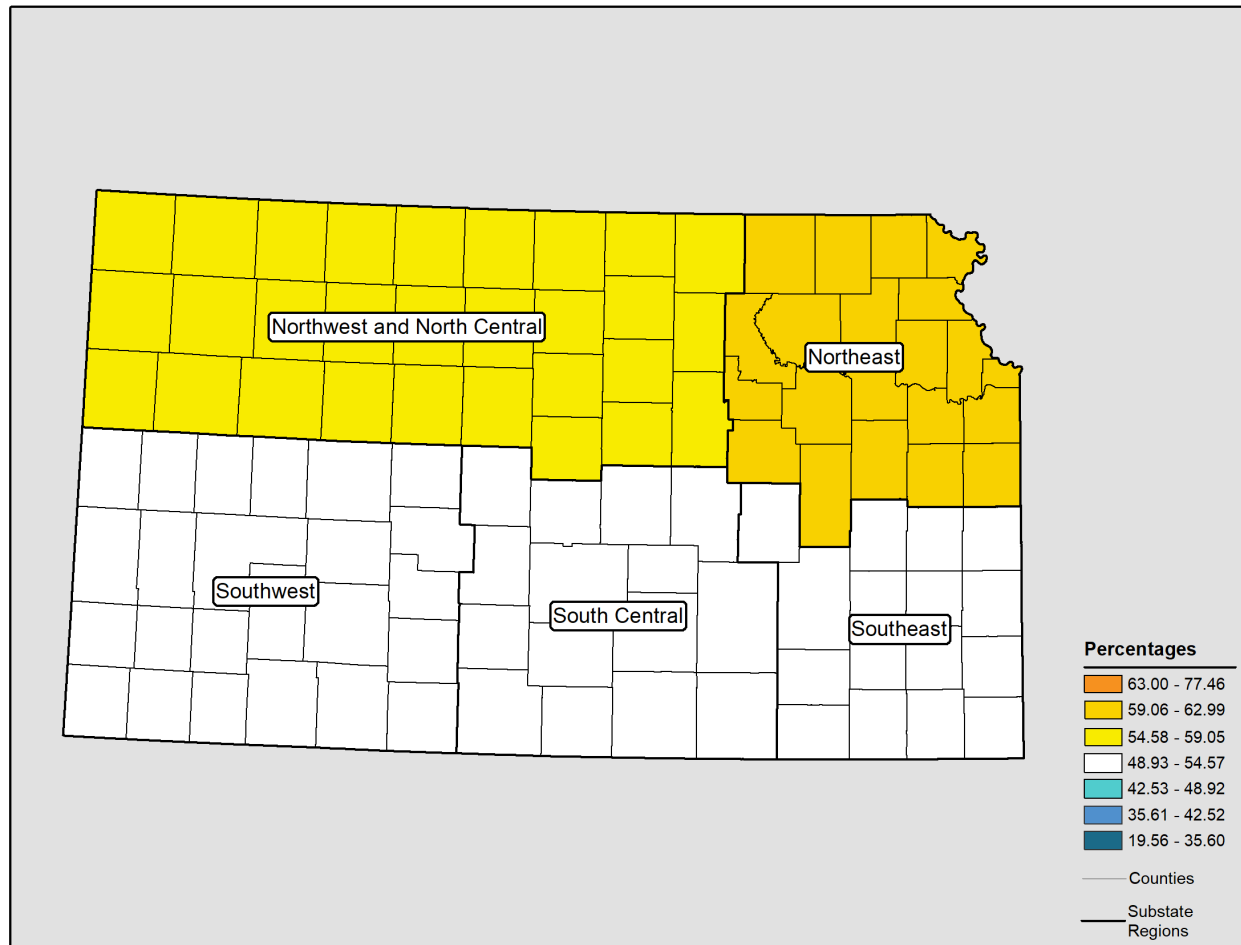 Northwest and North Central
Northeast
Southwest
South Central
Southeast
Percentages
63.00 - 77.46
59.06 - 62.99
54.58 - 59.05
48.93 - 54.57
42.53 - 48.92
35.61 - 42.52
19.56 - 35.60
Counties
Substate
Regions